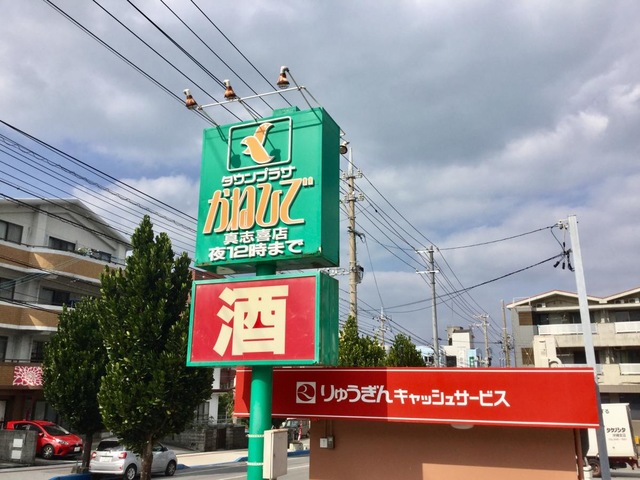 タウンプラザ
かねひで
真志喜店
夜12時まで
酒
りゅうぎんキャッシュサービス